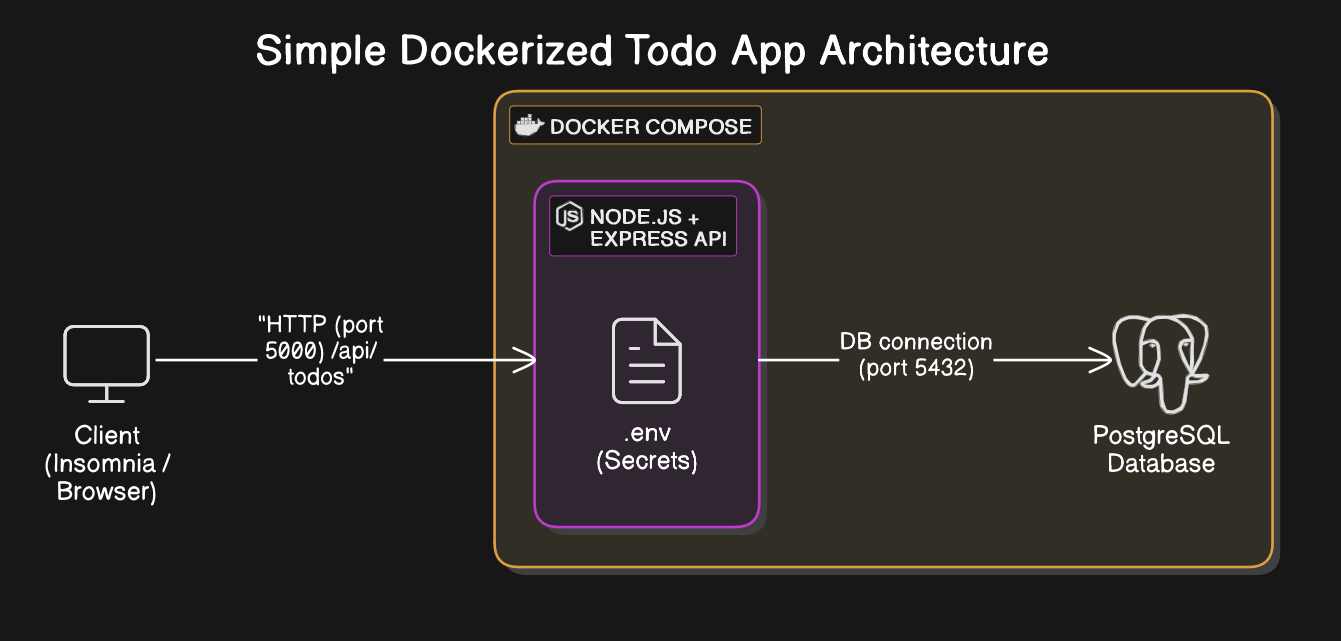 Simple Dockerized Todo App Architecture
DOCKER COMPOSE
JS
NODE.JS +
EXPRESS API
"HTTP (port
5000) /api/
todos"
DB connection
(port 5432)
.env
(Secrets)
Client
(Insomnia /
Browser)
PostgreSQL
Database